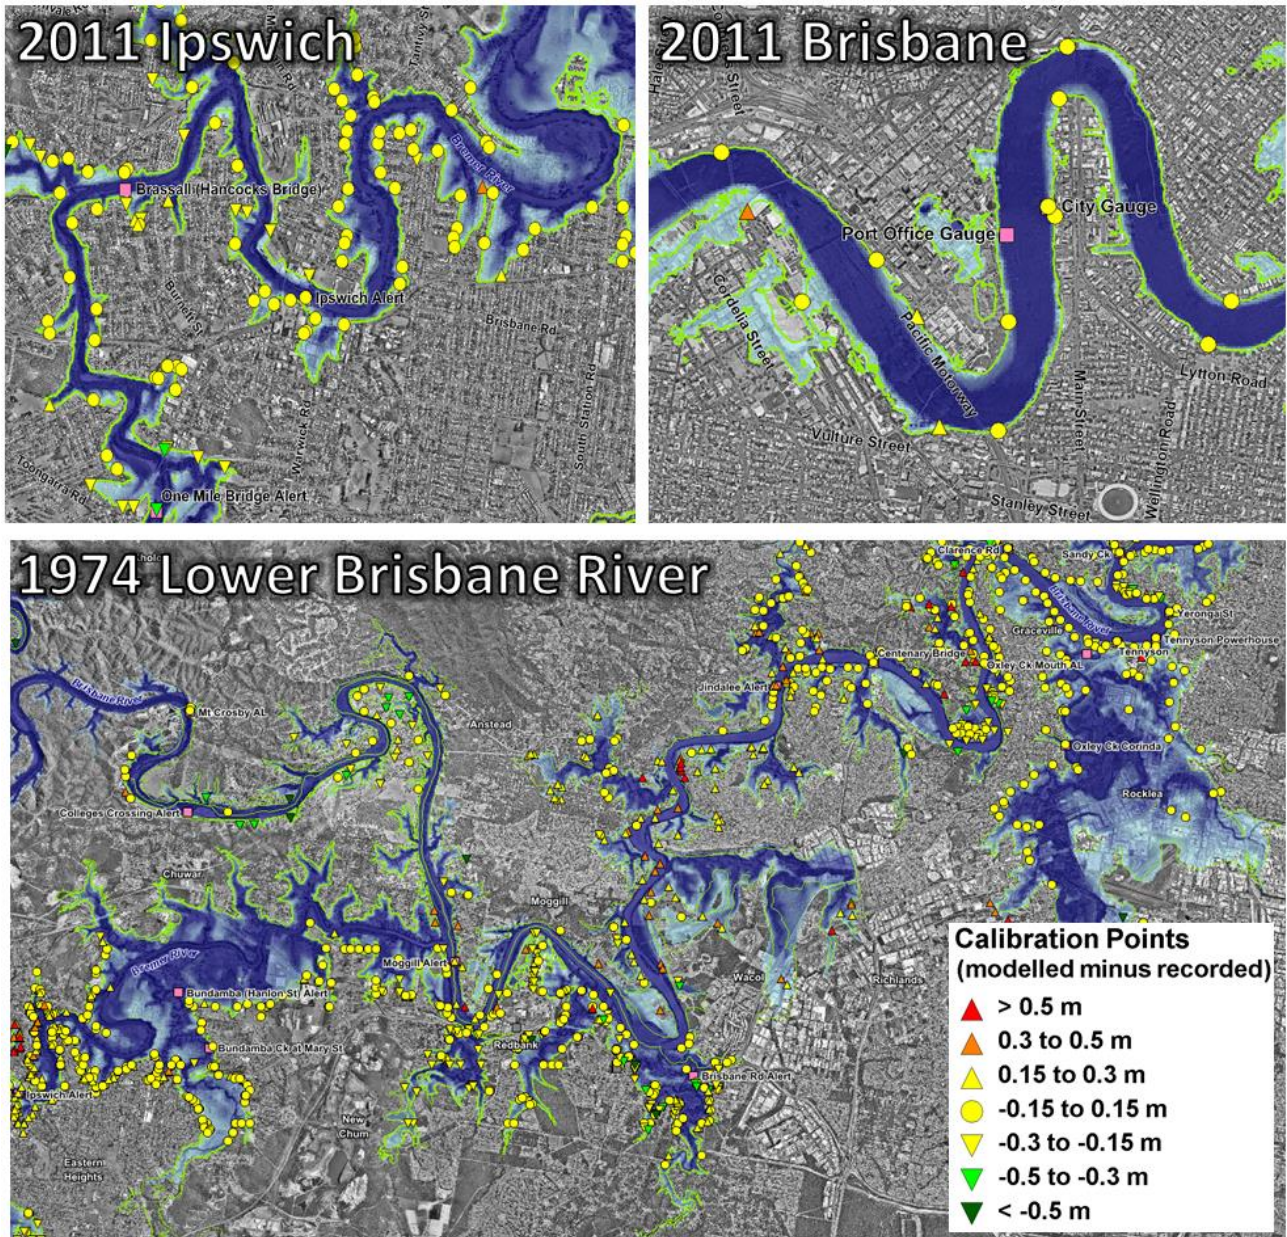 2011 Ipswich
Tantivy St
Bremer River
Brassall (Hancocks Bridge)
Burnett St
Ipswich Alert
Brisbane Rd
Warwick Rd
South Station Rd
Toongarra Rd
One Mile Bridge Alert
2011 Brisbane
Hale
Street
City Gauge
Port Office Gauge
Cordelia Street
Pacific Motorway
Main Street
Lytton Road
Vulture Street
Wellington Road
Stanley Street
1974 Lower Brisbane River
Clarence Rd
Sandy Ck
Brisbane River
Yeronga St
Graceville
Tennyson Powerhouse
Centenary Bridge
Tennyson
Oxley Ck Mouth AL
Brisbane River
Jindalee Alert
Mt Crosby AL
Anstead
Oxley Ck Corinda
Rocklea
Colleges Crossing Alert
Chuwar
Moggill
Bremer River
Moggill Alert
Wacol
Richlands
Bundamba (Hanlon St) Alert
Redbank
Bundamba Ck at Mary St
Brisbane Rd Alert
Ipswich Alert
New
Chum
Eastern
Heights
Calibration Points
(modelled minus recorded)
> 0.5 m
0.3 to 0.5 m
0.15 to 0.3 m
-0.15 to 0.15 m
-0.3 to -0.15 m
-0.5 to -0.3 m
< -0.5 m